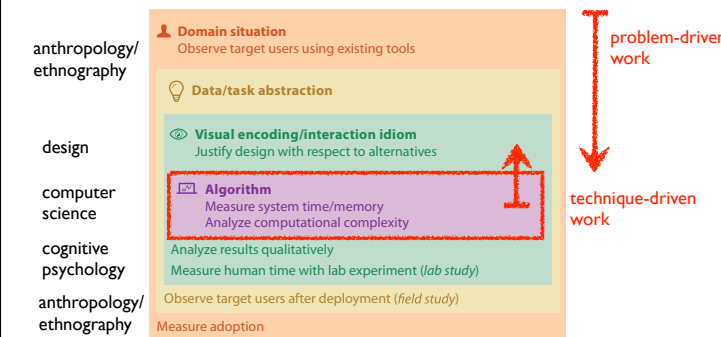 Domain situation
Observe target users using existing tools
problem-driven
work
anthropology/
ethnography
Data/task abstraction
Visual encoding/interaction idiom
Justify design with respect to alternatives
design
Algorithm
Measure system time/memory
Analyze computational complexity
computer
science
technique-driven
work
Analyze results qualitatively
Measure human time with lab experiment (lab study)
cognitive
psychology
Observe target users after deployment (field study)
anthropology/
ethnography
Measure adoption